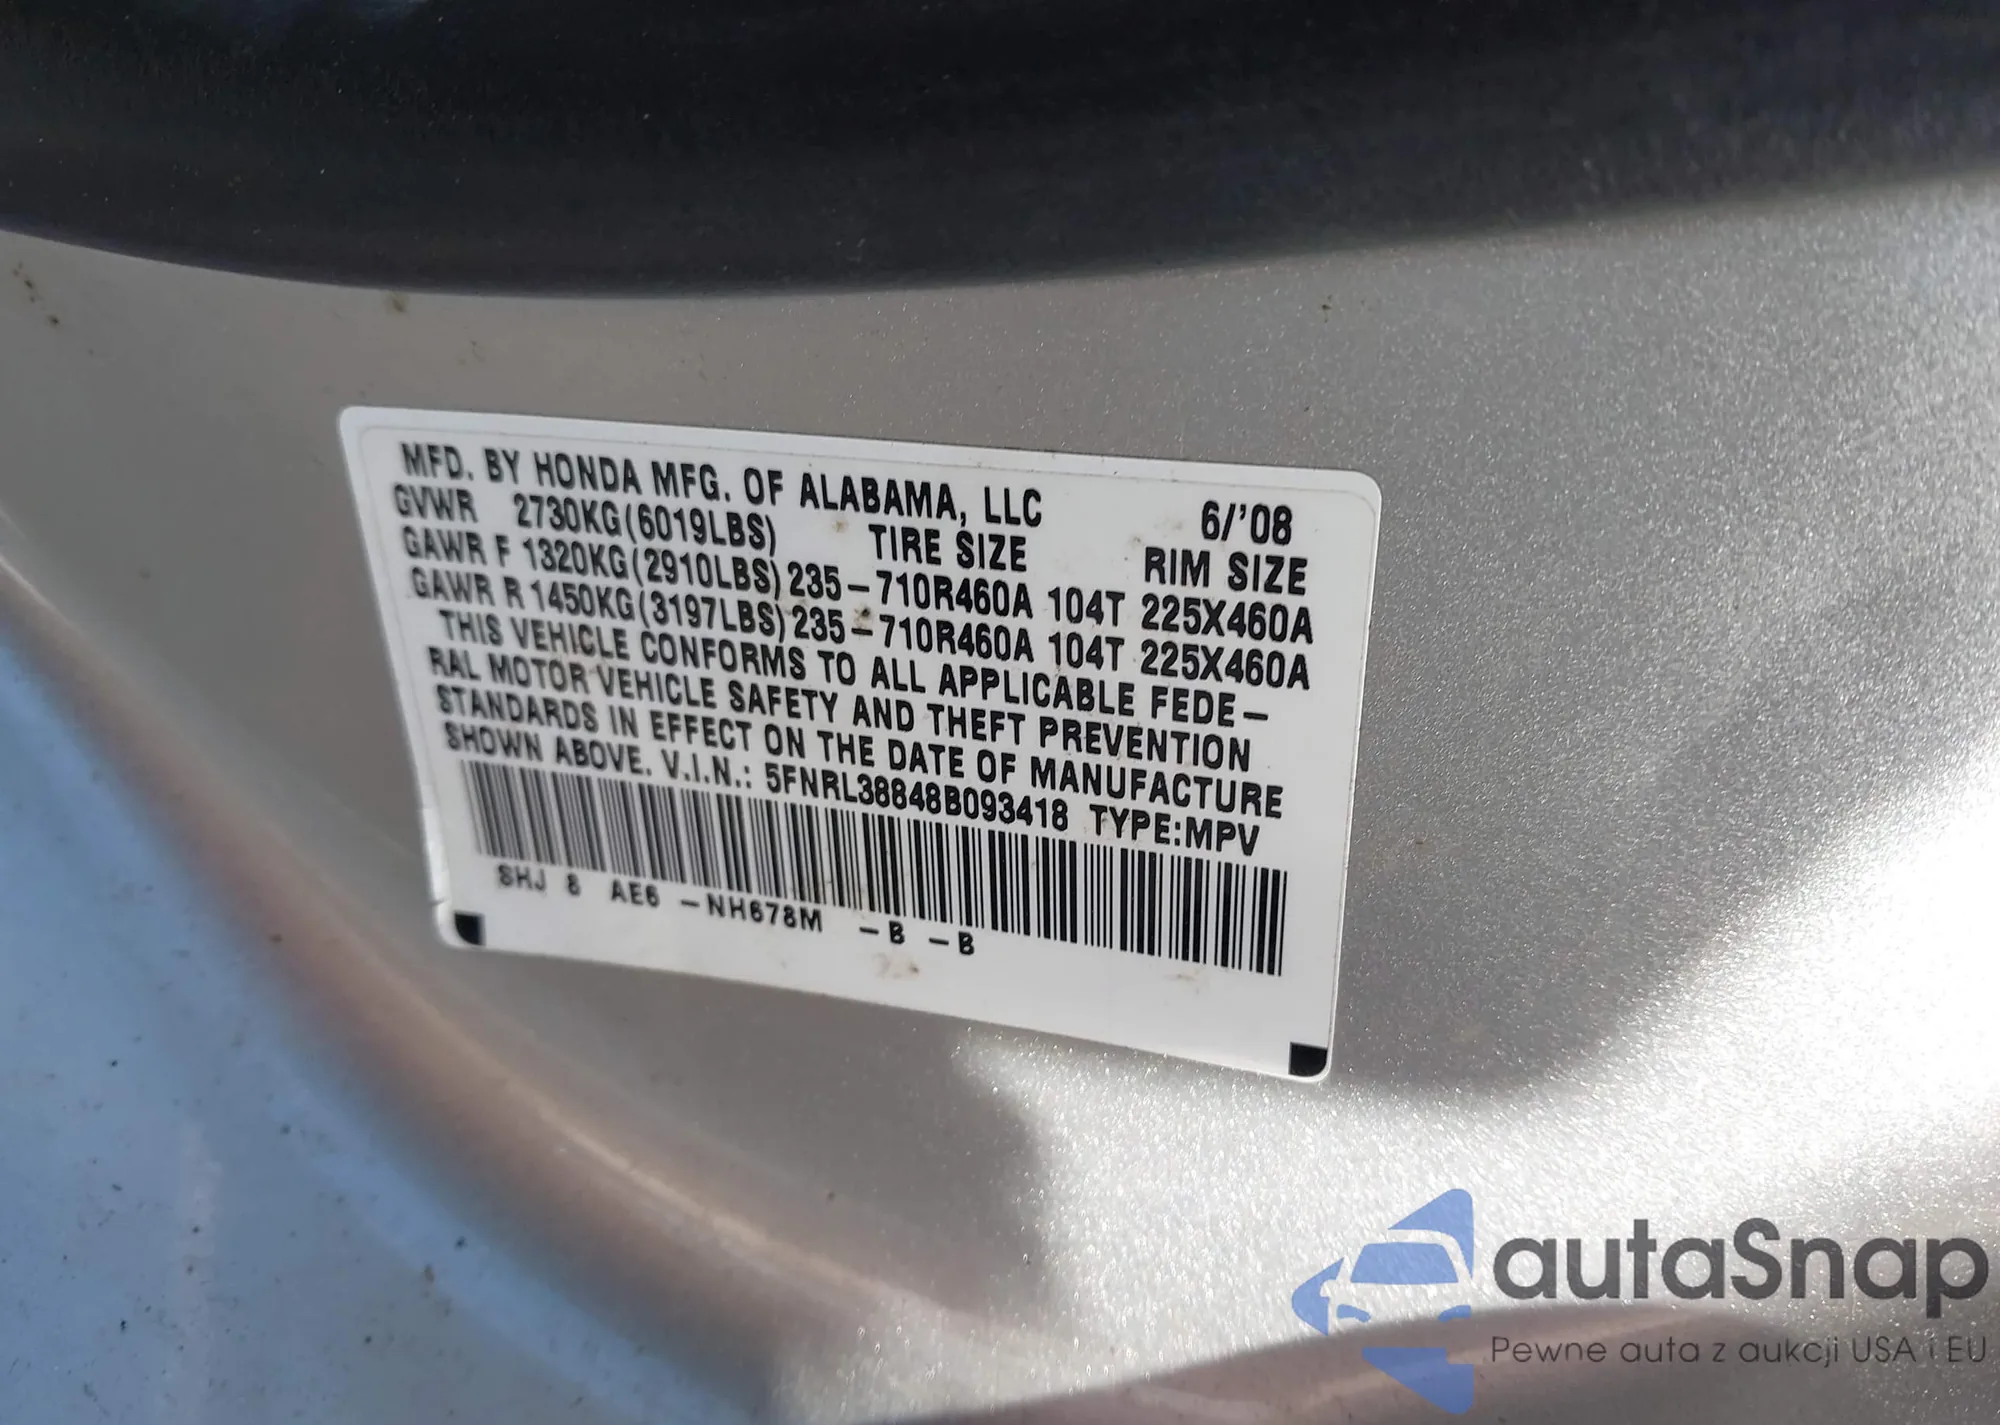 MFD. BY HONDA MFG. OF ALABAMA, LLC 6/'08
GVWR 2730KG(6019LBS) TIRE SIZE RIM SIZE
GAWR F 1320KG(2910LBS) 235-710R460A 104T 225X460A
GAWR R 1450KG(3197LBS) 235-710R460A 104T 225X460A
THIS VEHICLE CONFORMS TO ALL APPLICABLE FEDE-
RAL MOTOR VEHICLE SAFETY AND THEFT PREVENTION
STANDARDS IN EFFECT ON THE DATE OF MANUFACTURE
SHOWN ABOVE. V.I.N.: 5FNRL38848B093418 TYPE:MPV
SHJ 8 AE6 -NH678M -B -B
autaSnap
Pewne auta z aukcji USA i EU